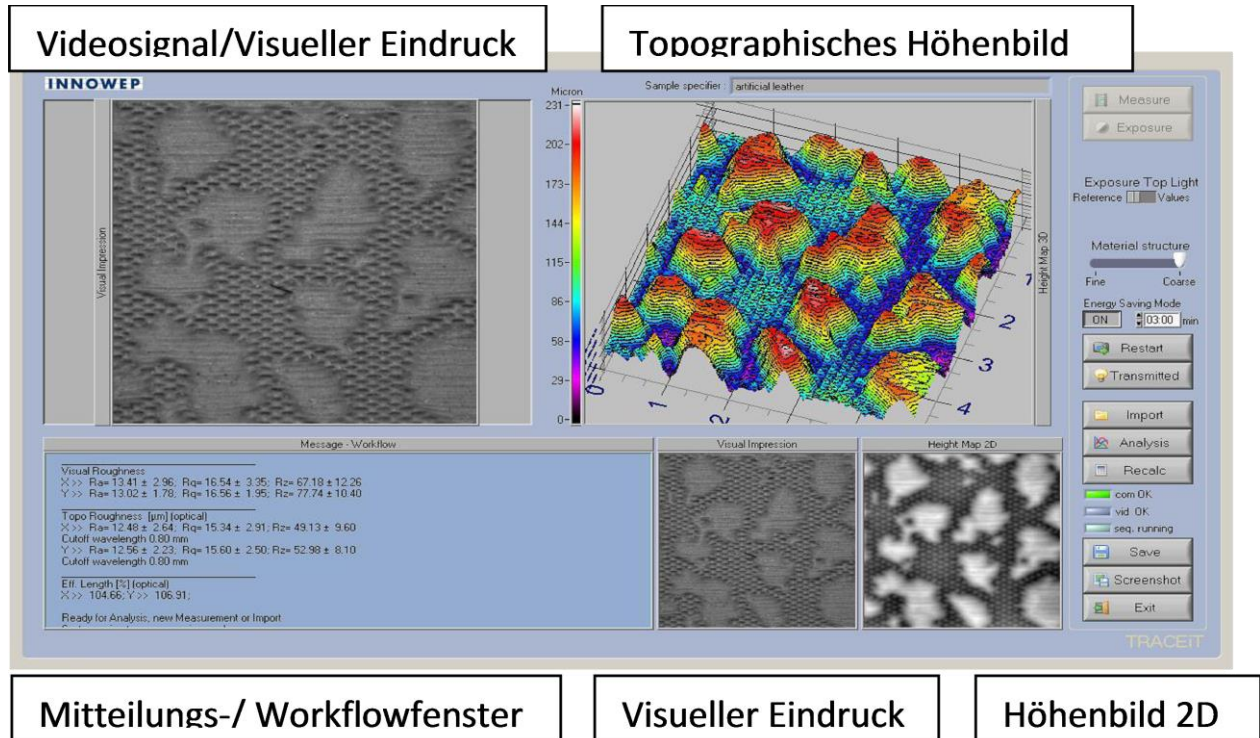 Videosignal/Visueller Eindruck
Topographisches Höhenbild
INNOWEP
Sample specifier : artificial leather
Micron
231
202
173
144
115
86
58
29
0
Visual Impression
Height Map 3D
0
1
2
1
2
3
4
Measure
Exposure
Exposure Top Light
Reference Values
Material structure
Fine Coarse
Energy Saving Mode
ON 03:00 min
Restart
Transmitted
Import
Analysis
Recalc
com OK
vid. OK
seq. running
Save
Screenshot
Exit
TRACEiT
Message - Workflow
Visual Roughness
X >> Ra= 13.41 ± 2.96; Rq= 16.54 ± 3.35; Rz= 67.18 ± 12.26
Y >> Ra= 13.02 ± 1.78; Rq= 16.56 ± 1.95; Rz= 77.74 ± 10.40
Topo Roughness [µm] (optical)
X >> Ra= 12.48 ± 2.64; Rq= 15.34 ± 2.91; Rz= 49.13 ± 9.60
Cutoff wavelength 0.80 mm
Y >> Ra= 12.56 ± 2.23; Rq= 15.60 ± 2.50; Rz= 52.98 ± 8.10
Cutoff wavelength 0.80 mm
Eff. Length [%] (optical)
X >> 104.66; Y >> 106.91;
Ready for Analysis, new Measurement or Import
Visual Impression
Height Map 2D
Mitteilungs-/ Workflowfenster
Visueller Eindruck
Höhenbild 2D